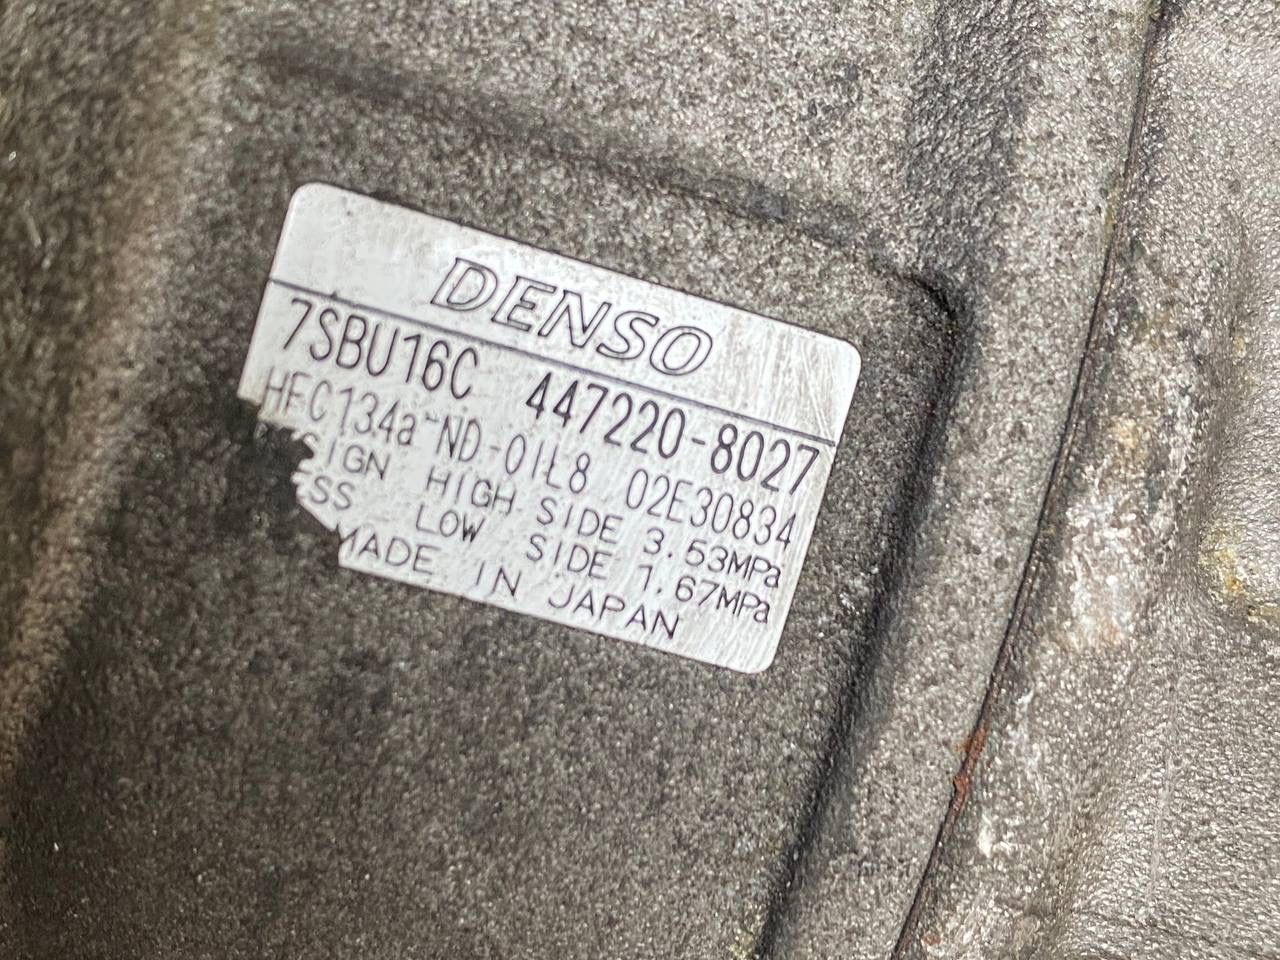 DENSO
7SBU16C 447220-8027
HFC134a ND-OIL8 02E30834
SIGN HIGH SIDE 3.53MPa
SS LOW SIDE 1.67MPa
MADE IN JAPAN